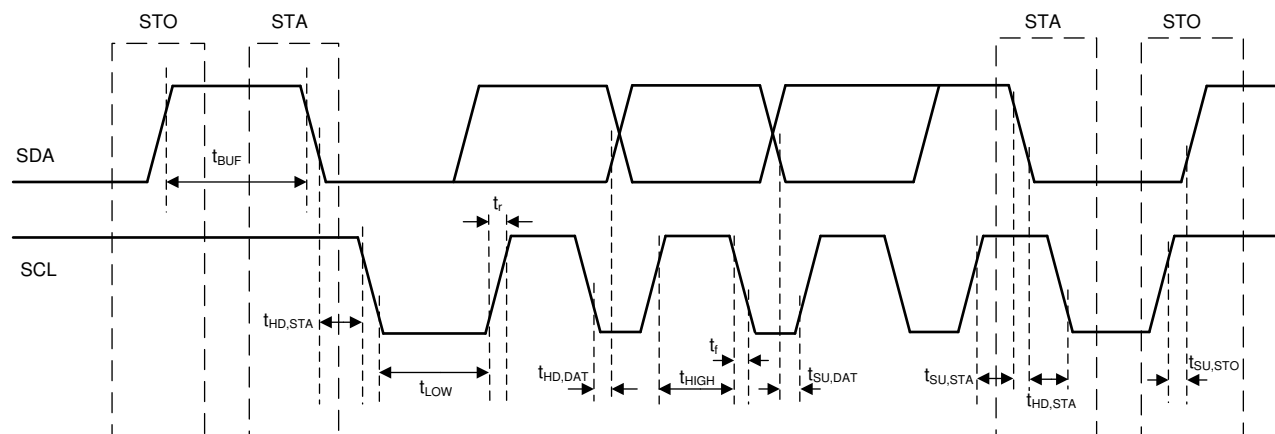 STO
STA
STA
STO
SDA
tBUF
tr
SCL
tHD,STA
tLOW
tHD,DAT
tHIGH
tf
tSU,DAT
tSU,STA
tHD,STA
tSU,STO